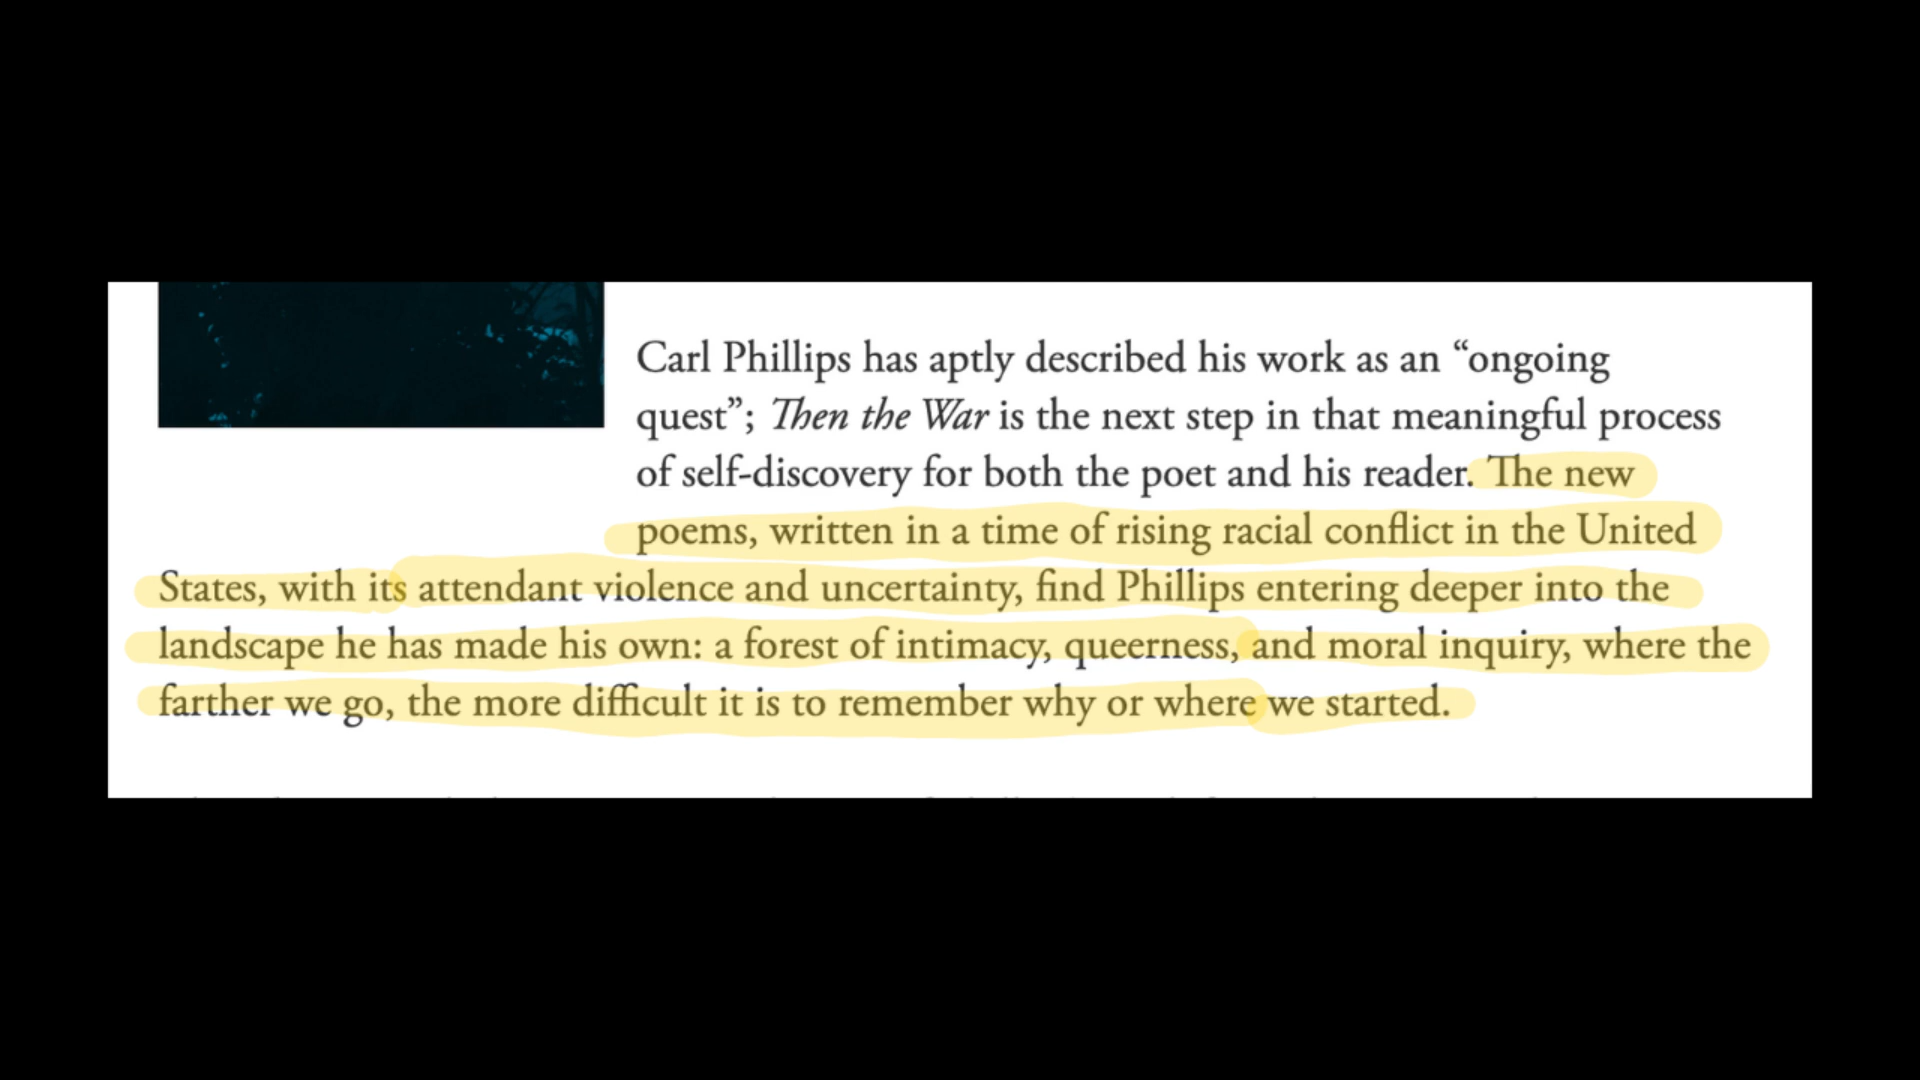 Carl Phillips has aptly described his work as an “ongoing
quest”; Then the War is the next step in that meaningful process
of self-discovery for both the poet and his reader. The new
poems, written in a time of rising racial conflict in the United
States, with its attendant violence and uncertainty, find Phillips entering deeper into the
landscape he has made his own: a forest of intimacy, queerness, and moral inquiry, where the
farther we go, the more difficult it is to remember why or where we started.